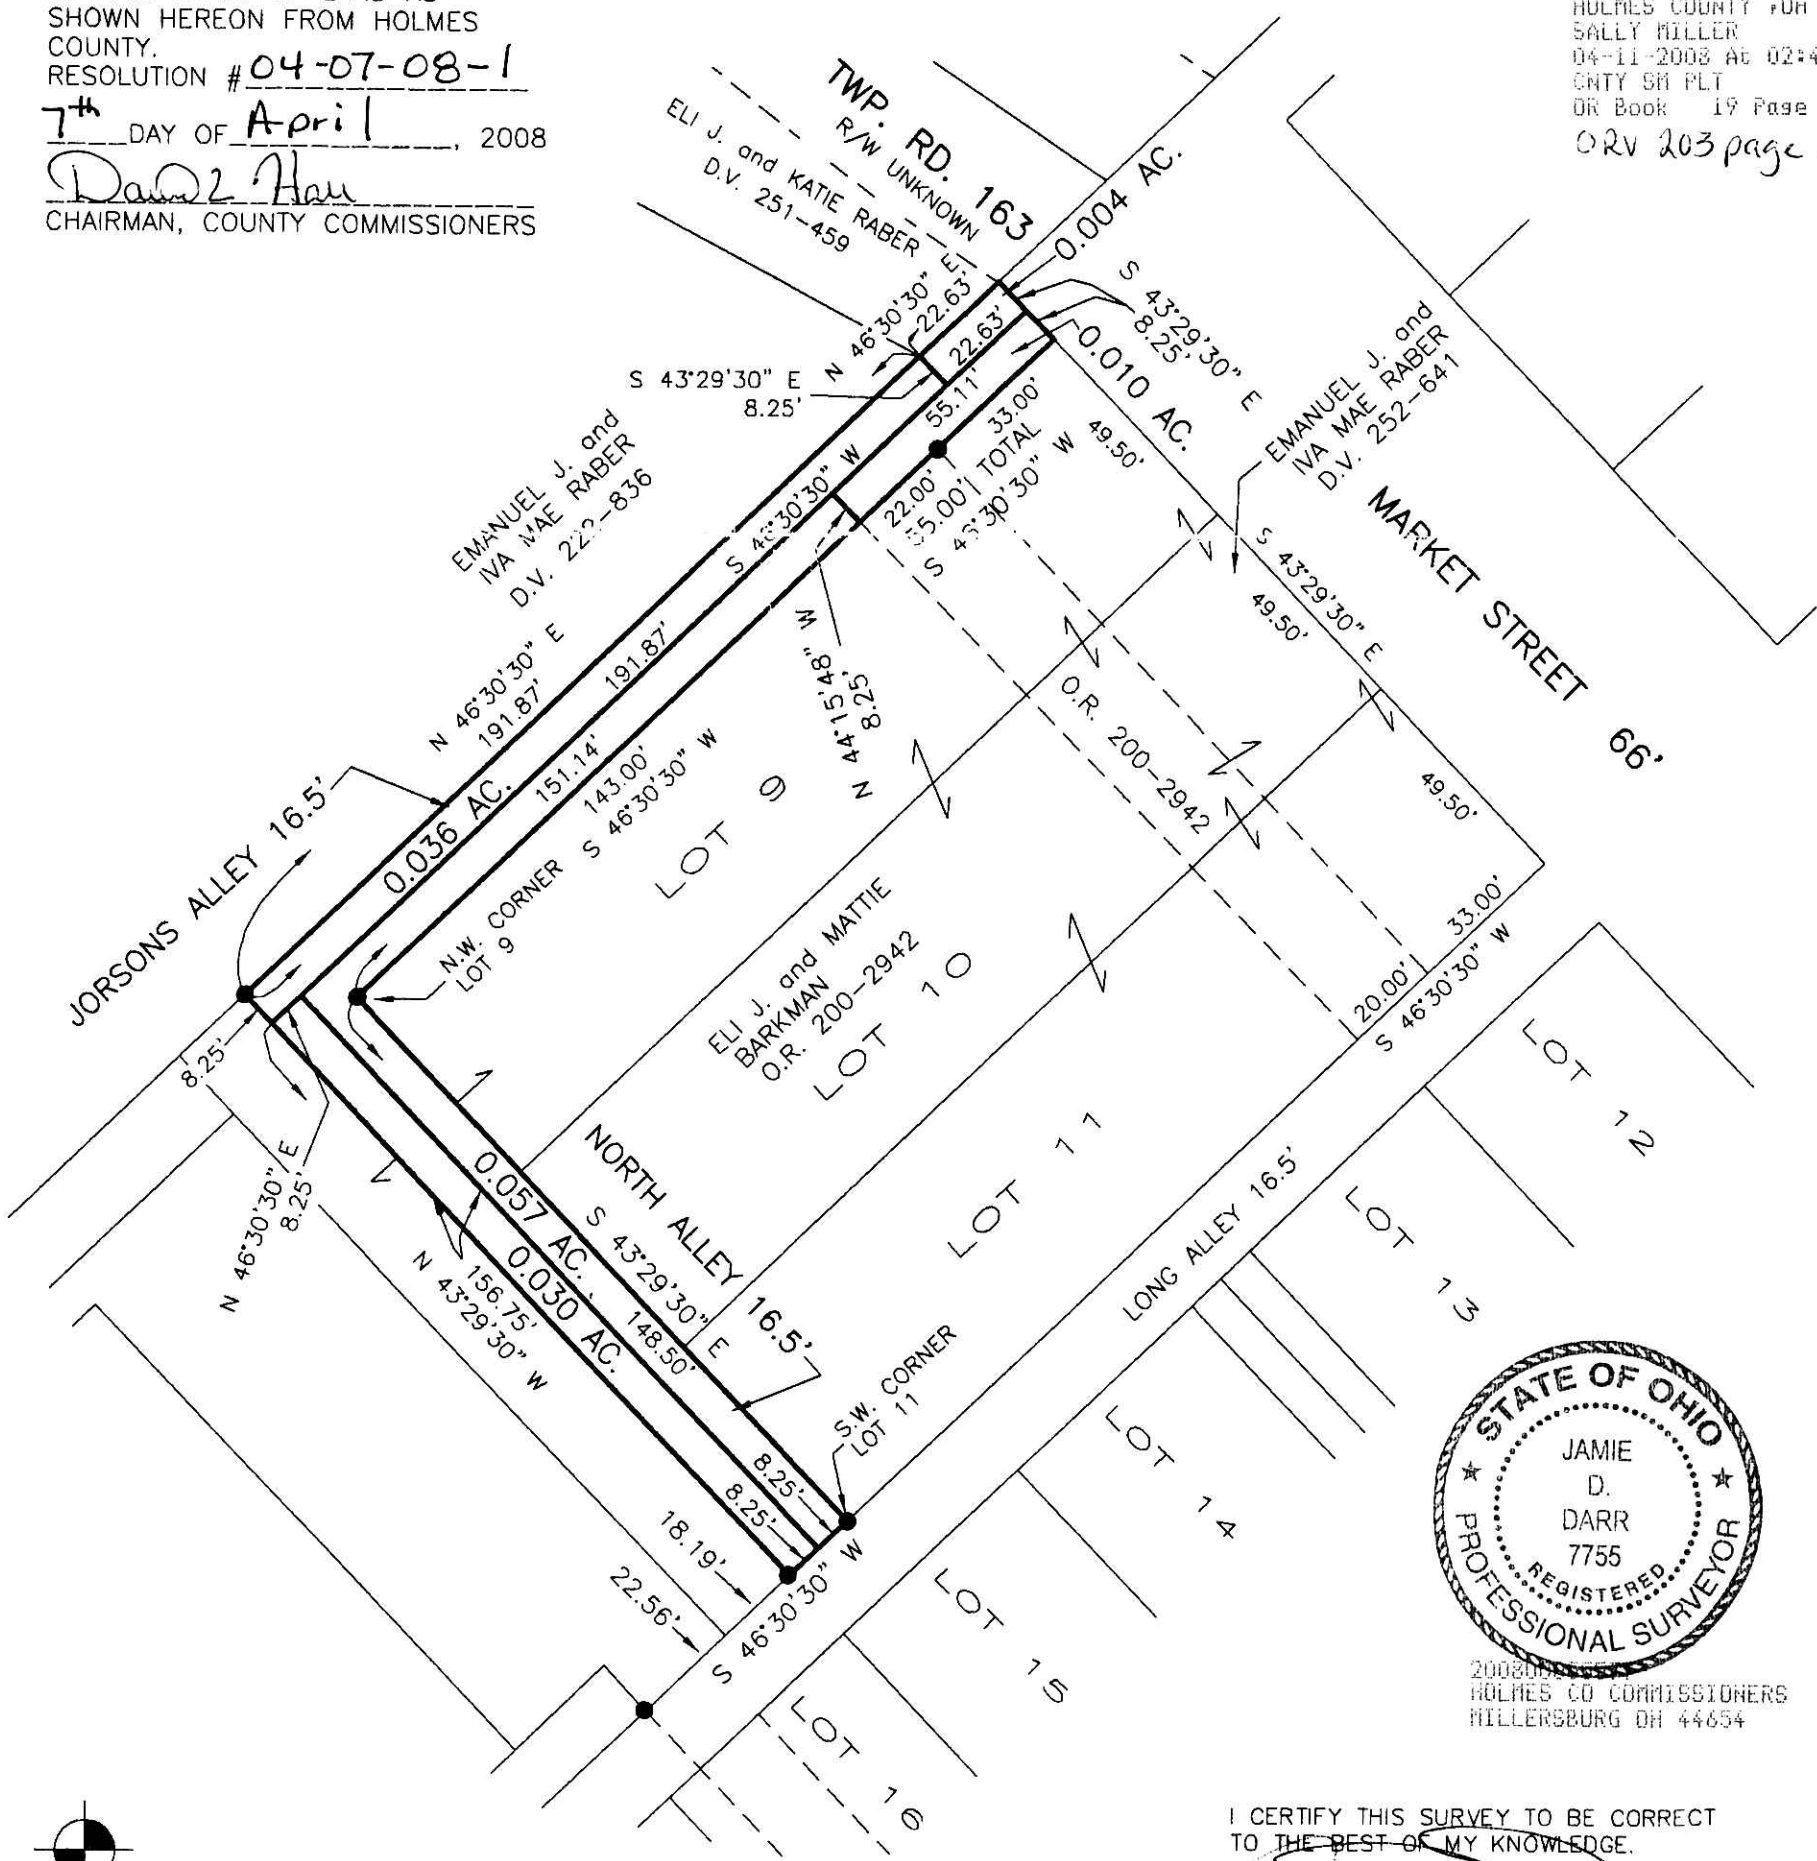 SHOWN HEREON FROM HOLMES
COUNTY.
RESOLUTION # 04-07-08-1
7th DAY OF April, 2008
CHAIRMAN, COUNTY COMMISSIONERS
HOLMES COUNTY, OH
SALLY MILLER
04-11-2008 At 02:4
CNTY SM PLT
OR Book 19 Page
ORV 203 page
TWP. RD. 163
R/W UNKNOWN
ELI J. and KATIE RABER
D.V. 251-459
0.004 AC.
S 43°29'30" E
8.25'
N 46°30'30" E
22.63'
22.63'
S 43°29'30" E
8.25'
0.010 AC.
55.11'
33.00'
22.00'
55.00' TOTAL
S 46°30'30" W
49.50'
EMANUEL J. and
IVA MAE RABER
D.V. 252-641
MARKET STREET 66'
S 43°29'30" E
49.50'
49.50'
EMANUEL J. and
IVA MAE RABER
D.V. 222-836
S 46°30'30" W
N 46°30'30" E
191.87'
191.87'
N 44°15'48" W
8.25'
O.R. 200-2942
JORSONS ALLEY 16.5'
0.036 AC.
151.14'
143.00'
S 46°30'30" W
N.W. CORNER
LOT 9
LOT 9
ELI J. and MATTIE
BARKMAN
O.R. 200-2942
LOT 10
LOT 11
33.00'
20.00'
S 46°30'30" W
8.25'
N 46°30'30" E
8.25'
NORTH ALLEY 16.5'
0.057 AC.
S 43°29'30" E
148.50'
0.030 AC.
156.75'
N 43°29'30" W
LONG ALLEY 16.5'
S.W. CORNER
LOT 11
8.25'
8.25'
18.19'
22.56'
S 46°30'30" W
LOT 12
LOT 13
LOT 14
LOT 15
LOT 16
STATE OF OHIO
JAMIE
D.
DARR
7755
REGISTERED
PROFESSIONAL SURVEYOR
HOLMES CO COMMISSIONERS
MILLERSBURG OH 44654
I CERTIFY THIS SURVEY TO BE CORRECT
TO THE BEST OF MY KNOWLEDGE.